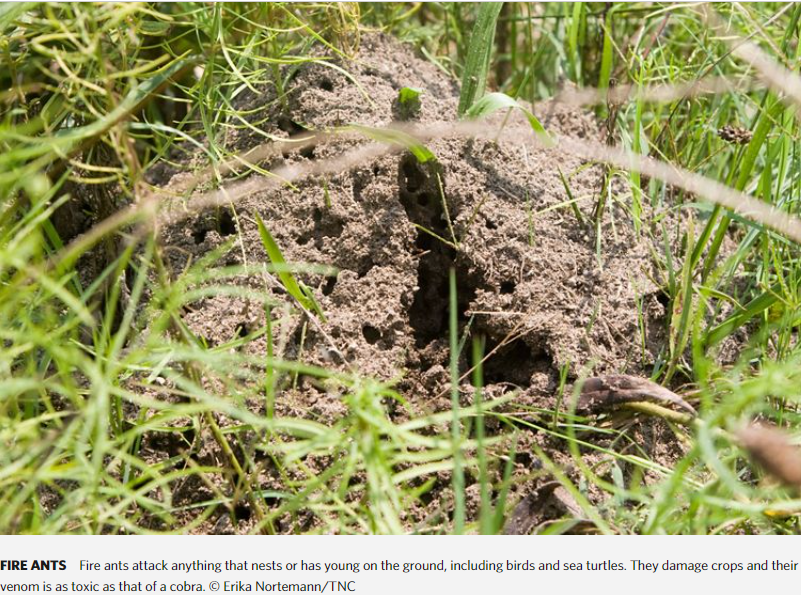 FIRE ANTS Fire ants attack anything that nests or has young on the ground, including birds and sea turtles. They damage crops and their
venom is as toxic as that of a cobra. © Erika Nortemann/TNC